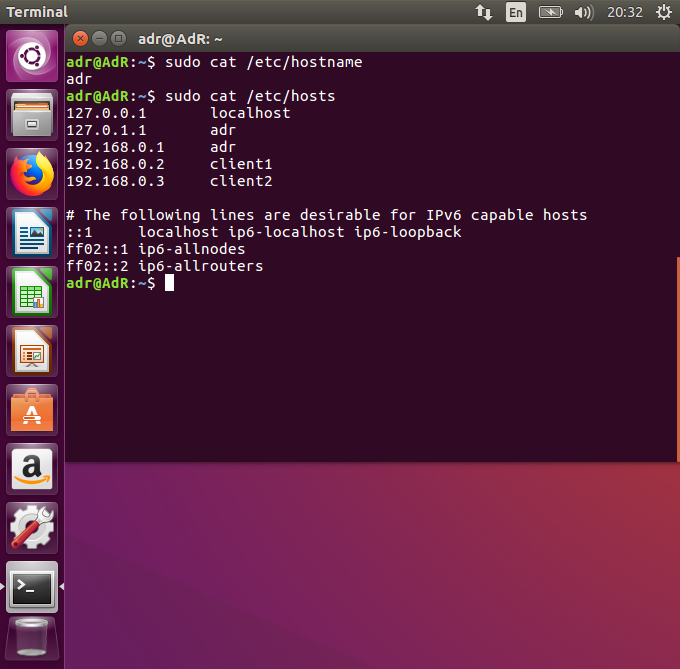 Terminal
En
20:32
adr@AdR: ~
adr@AdR:~$ sudo cat /etc/hostname
adr
adr@AdR:~$ sudo cat /etc/hosts
127.0.0.1       localhost
127.0.1.1       adr
192.168.0.1     adr
192.168.0.2     client1
192.168.0.3     client2
# The following lines are desirable for IPv6 capable hosts
::1     localhost ip6-localhost ip6-loopback
ff02::1 ip6-allnodes
ff02::2 ip6-allrouters
adr@AdR:~$